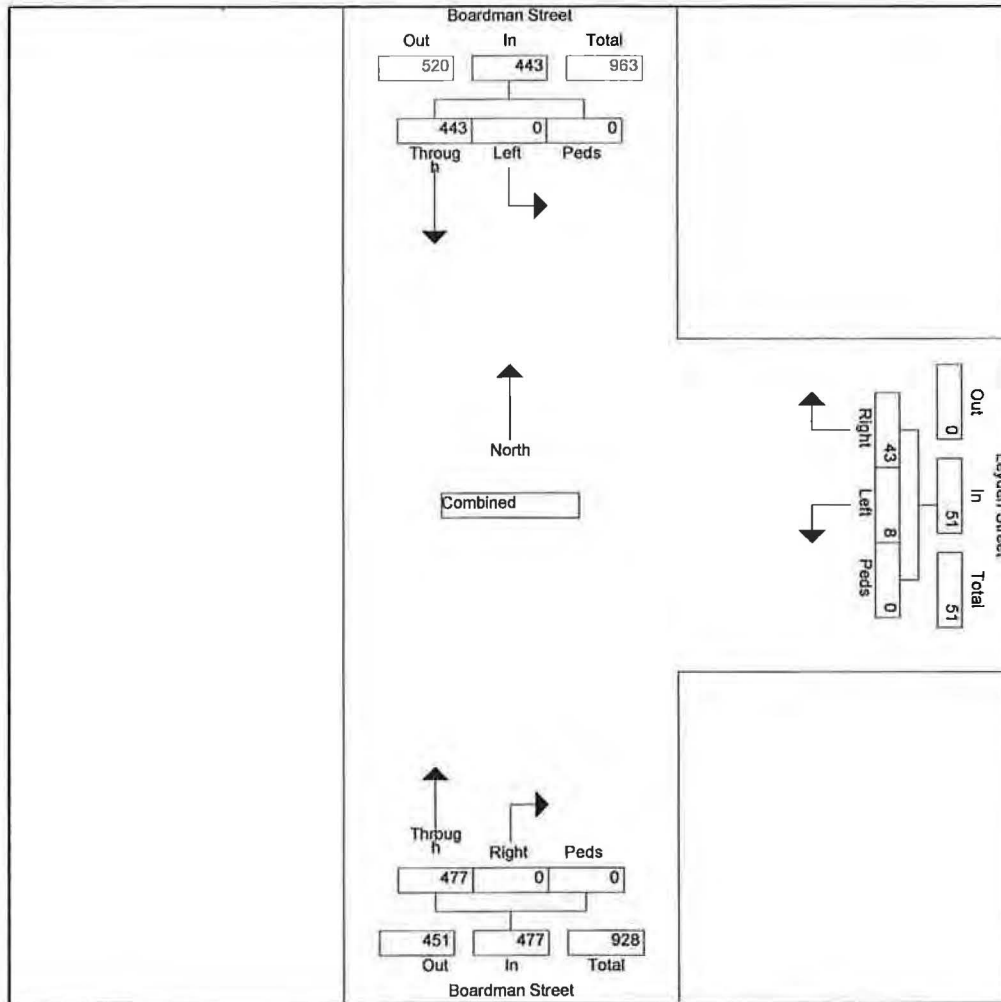 Boardman Street
Out In Total
520 443 963
443 0 0
Throug
h
Left Peds
North
Combined
Out 0
In 51
Total 51
Right 43
Left 8
Peds 0
Street
Throug
h
Right Peds
477 0 0
451 477 928
Out In Total
Boardman Street